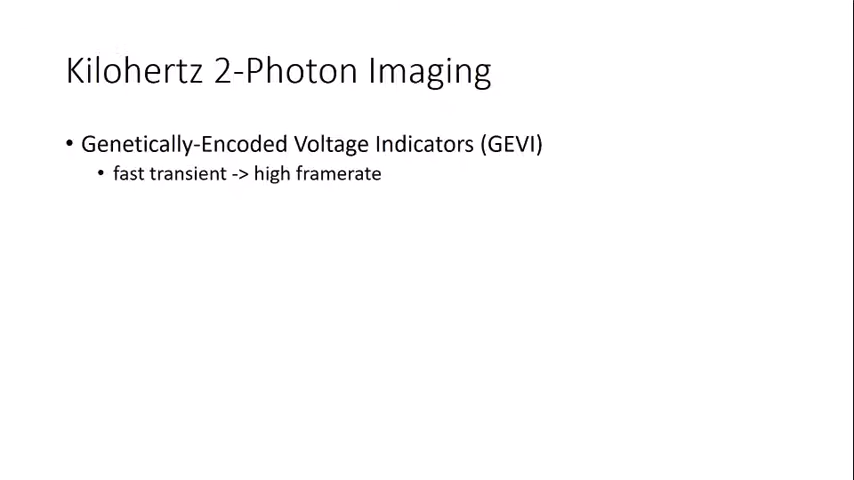 Kilohertz 2-Photon Imaging
• Genetically-Encoded Voltage Indicators (GEVI)
• fast transient -> high framerate